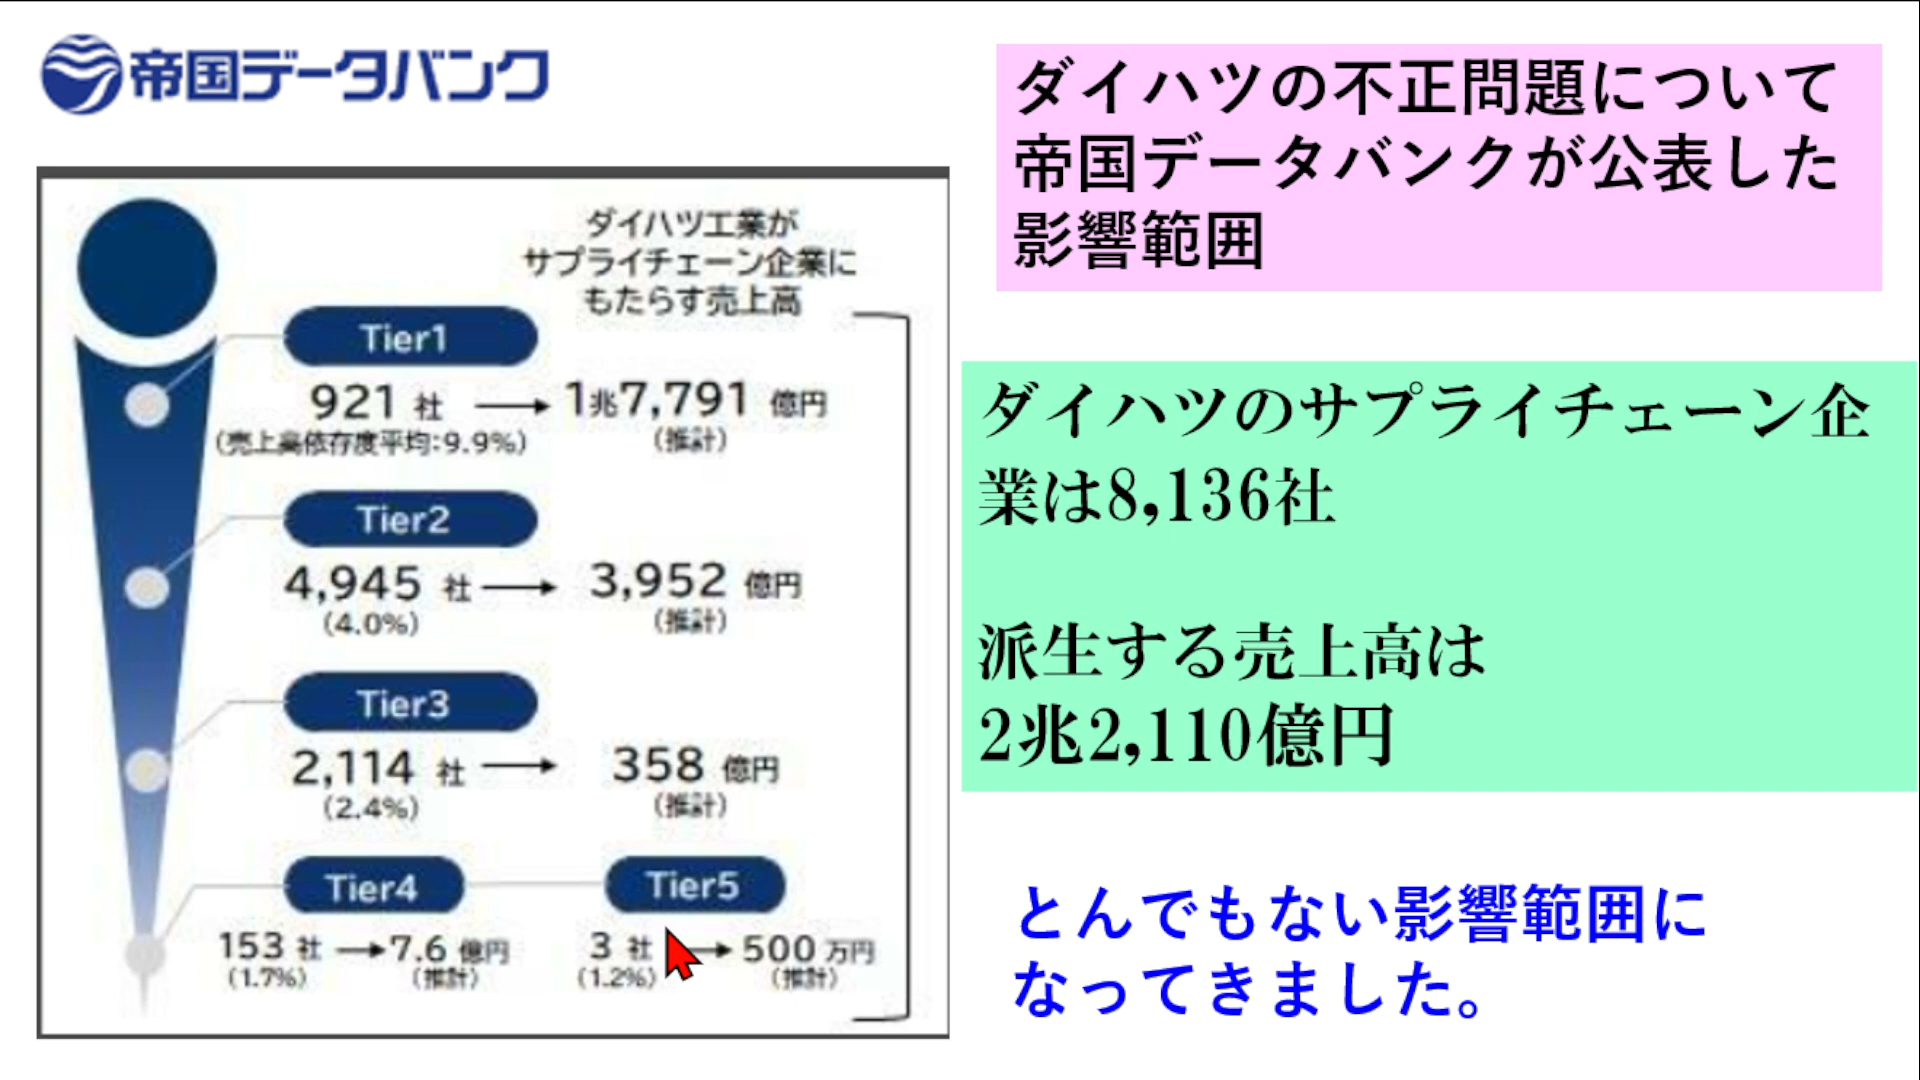 帝国データバンク
ダイハツの不正問題について
帝国データバンクが公表した
影響範囲
ダイハツ工業が
サプライチェーン企業に
もたらす売上高
Tier1
921 社 → 1兆7,791 億円
(売上高依存度平均:9.9%) (推計)
Tier2
4,945 社 → 3,952 億円
(4.0%) (推計)
Tier3
2,114 社 → 358 億円
(2.4%) (推計)
Tier4 Tier5
153 社 → 7.6 億円 3 社 → 500 万円
(1.7%) (推計) (1.2%) (推計)
ダイハツのサプライチェーン企
業は8,136社
派生する売上高は
2兆2,110億円
とんでもない影響範囲に
なってきました。